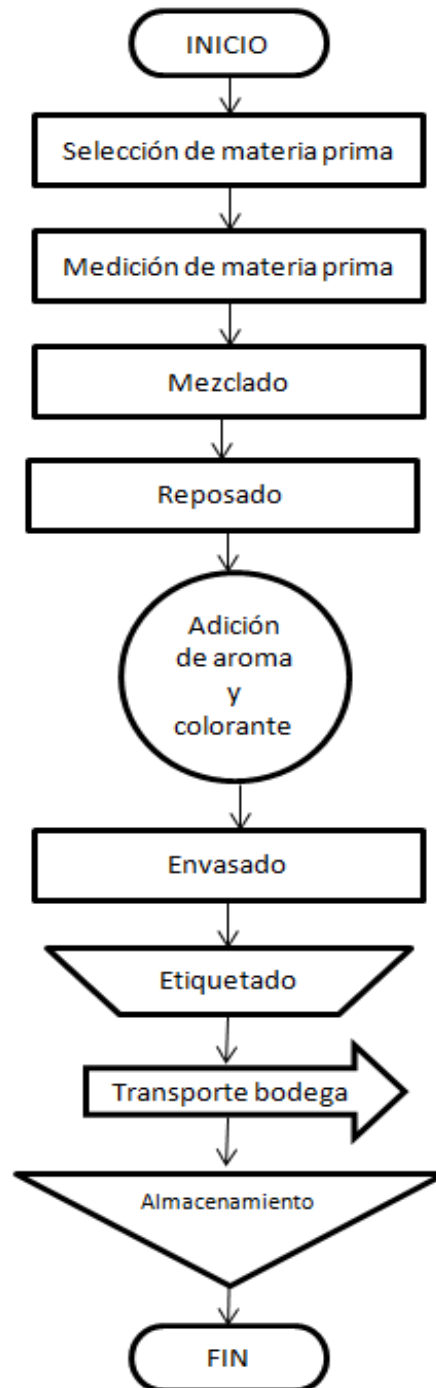 INICIO
Selección de materia prima
Medición de materia prima
Mezclado
Reposado
Adición
de aroma
y
colorante
Envasado
Etiquetado
Transporte bodega
Almacenamiento
FIN